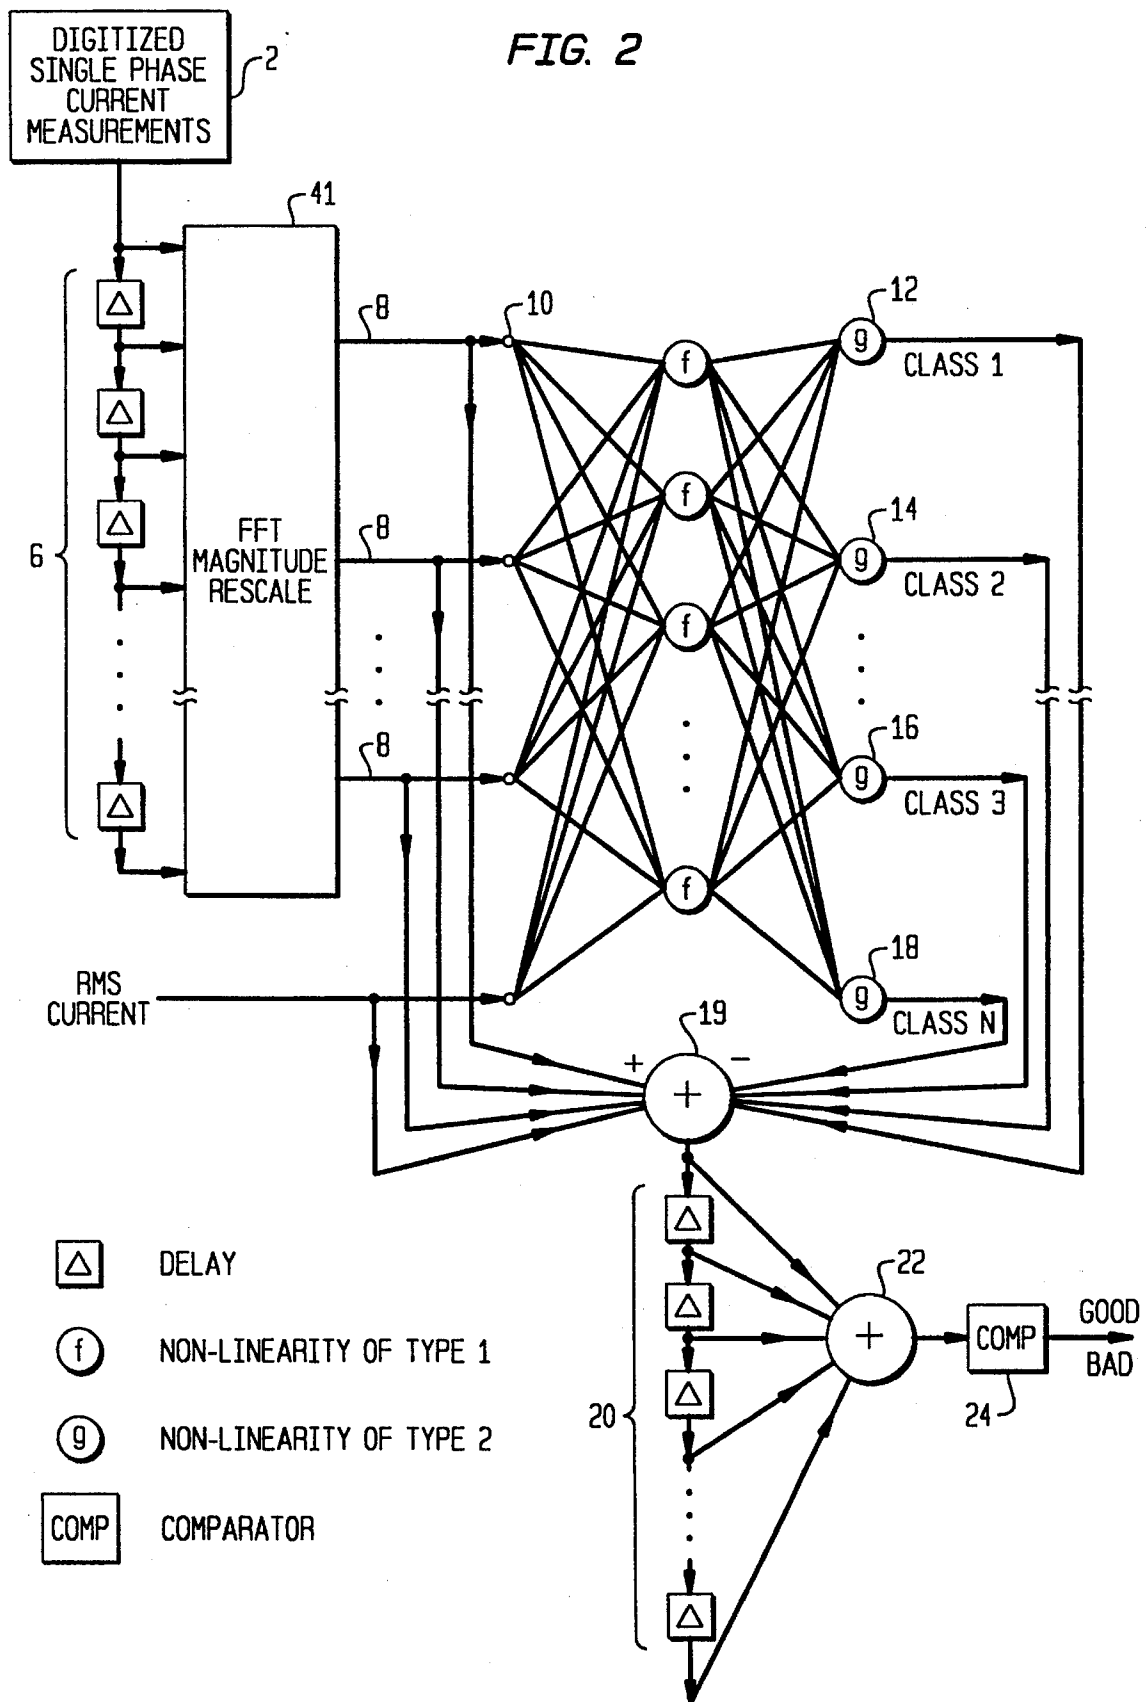 FIG. 2
DIGITIZED
SINGLE PHASE
CURRENT
MEASUREMENTS
2
41
6
FFT
MAGNITUDE
RESCALE
8
8
8
10
f
f
f
f
12
g
CLASS 1
14
g
CLASS 2
16
g
CLASS 3
18
g
CLASS N
RMS
CURRENT
19
+
-
+
20
22
+
COMP
24
GOOD
BAD
Δ DELAY
f NON-LINEARITY OF TYPE 1
g NON-LINEARITY OF TYPE 2
COMP COMPARATOR